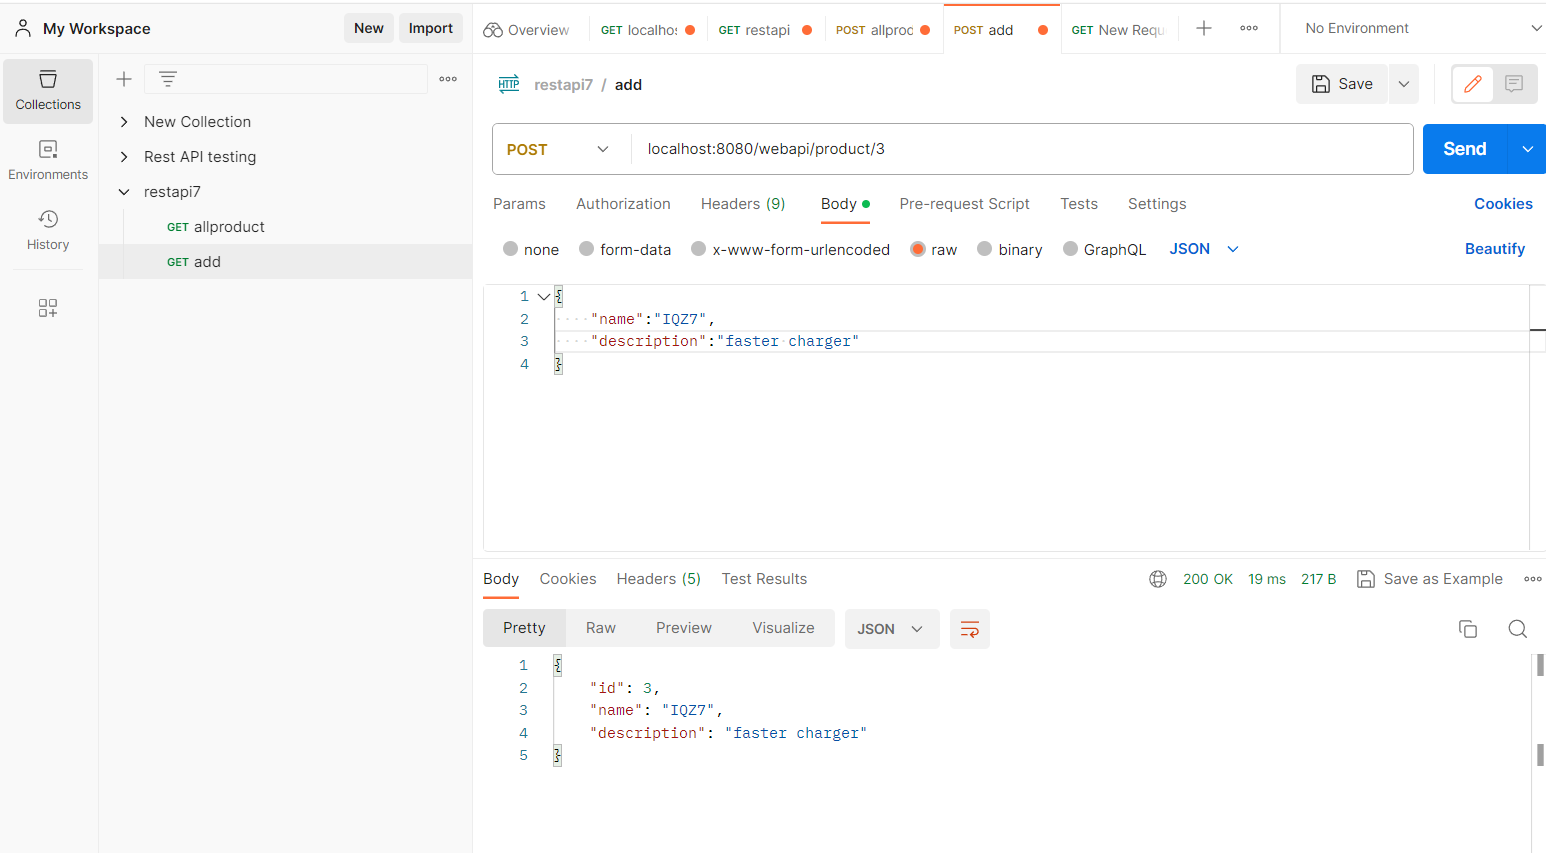 My Workspace
New
Import
Overview
GET localhos
GET restapi
POST allprod
POST add
GET New Requ
No Environment
Collections
Environments
History
New Collection
Rest API testing
restapi7
GET allproduct
GET add
HTTP restapi7 / add
Save
POST
localhost:8080/webapi/product/3
Send
Params Authorization Headers (9) Body Pre-request Script Tests Settings Cookies
none form-data x-www-form-urlencoded raw binary GraphQL JSON Beautify
1 {
2 "name":"IQZ7",
3 "description":"faster charger"
4 }
Body Cookies Headers (5) Test Results 200 OK 19 ms 217 B Save as Example
Pretty Raw Preview Visualize JSON
1 {
2 "id": 3,
3 "name": "IQZ7",
4 "description": "faster charger"
5 }